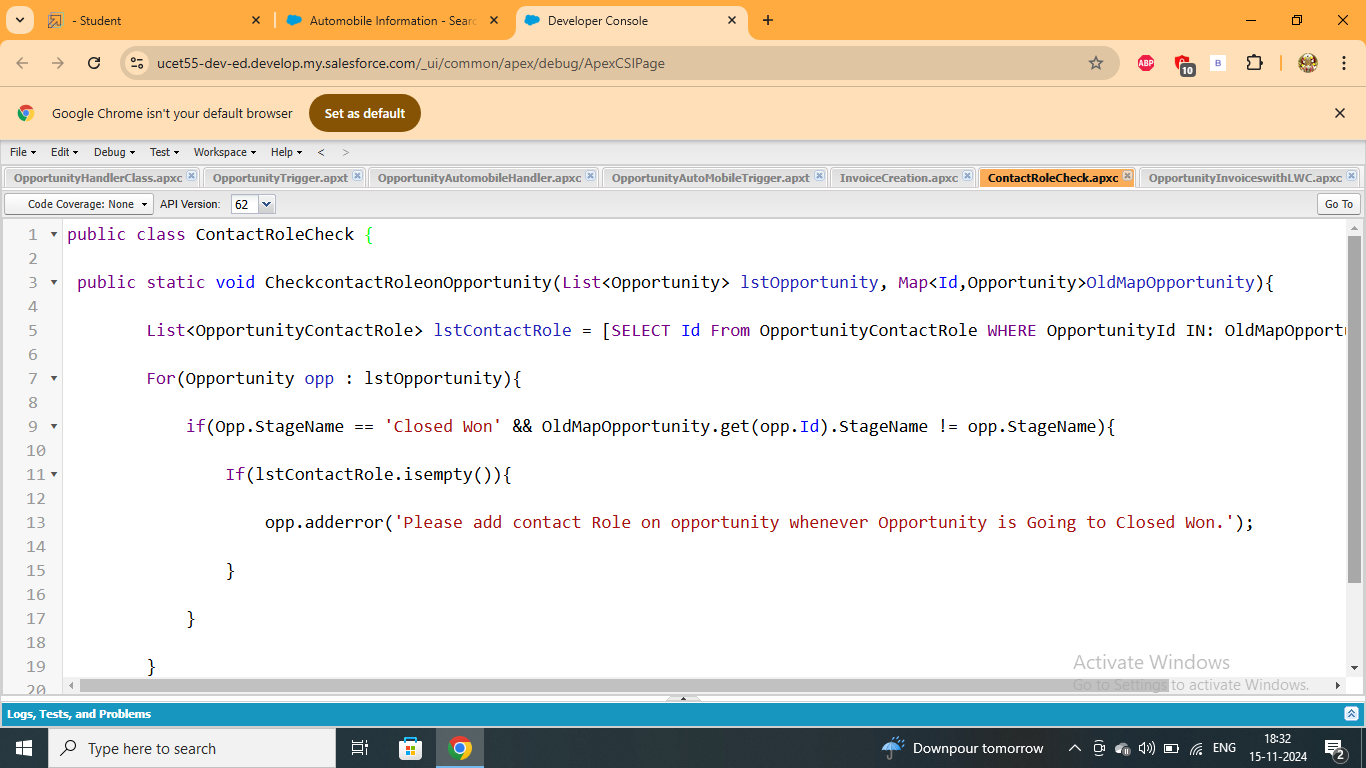 - Student
Automobile Information - Sear
Developer Console
ucet55-dev-ed.develop.my.salesforce.com/_ui/common/apex/debug/ApexCSIPage
ABP
10
B
Google Chrome isn't your default browser
Set as default
File Edit Debug Test Workspace Help < >
OpportunityHandlerClass.apxc OpportunityTrigger.apxt OpportunityAutomobileHandler.apxc OpportunityAutoMobileTrigger.apxt InvoiceCreation.apxc ContactRoleCheck.apxc OpportunityInvoiceswithLWC.apxc
Code Coverage: None API Version: 62 Go To
1 public class ContactRoleCheck {
2
3 public static void CheckcontactRoleonOpportunity(List<Opportunity> lstOpportunity, Map<Id,Opportunity>OldMapOpportunity){
4
5 List<OpportunityContactRole> lstContactRole = [SELECT Id From OpportunityContactRole WHERE OpportunityId IN: OldMapOpport
6
7 For(Opportunity opp : lstOpportunity){
8
9 if(Opp.StageName == 'Closed Won' && OldMapOpportunity.get(opp.Id).StageName != opp.StageName){
10
11 If(lstContactRole.isempty()){
12
13 opp.adderror('Please add contact Role on opportunity whenever Opportunity is Going to Closed Won.');
14
15 }
16
17 }
18
19 }
20
Activate Windows
Go to Settings to activate Windows.
Logs, Tests, and Problems
Type here to search
Downpour tomorrow
ENG
18:32
15-11-2024
2